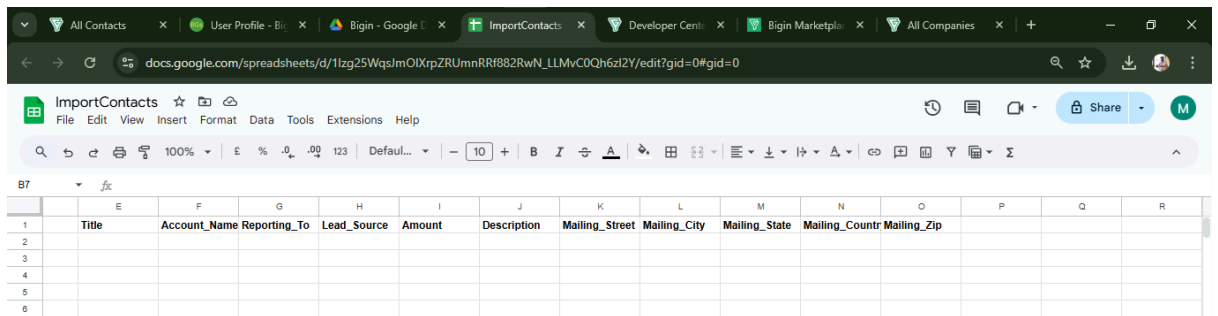 All Contacts
User Profile - Big
Bigin - Google D
ImportContacts
Developer Cente
Bigin Marketplac
All Companies
docs.google.com/spreadsheets/d/1Izg25WqsJmOIXrpZRUmnRRf882RwN_LLMvC0Qh6zI2Y/edit?gid=0#gid=0
ImportContacts
Share
M
File Edit View Insert Format Data Tools Extensions Help
100% £ % .0 .00 123 Defaul... 10 B I A
B7 fx
E F G H I J K L M N O P Q R
1 Title Account_Name Reporting_To Lead_Source Amount Description Mailing_Street Mailing_City Mailing_State Mailing_Countr Mailing_Zip
2
3
4
5
6